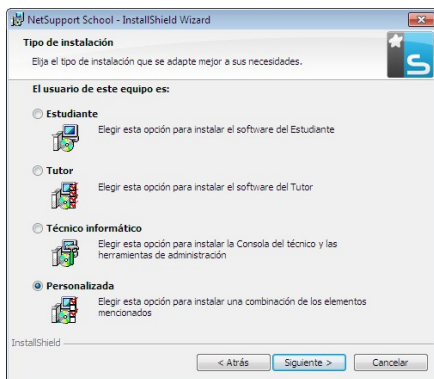 NetSupport School - InstallShield Wizard
Tipo de instalación
Elija el tipo de instalación que se adapte mejor a sus necesidades.
S
El usuario de este equipo es:
Estudiante
Elegir esta opción para instalar el software del Estudiante
Tutor
Elegir esta opción para instalar el software del Tutor
Técnico informático
Elegir esta opción para instalar la Consola del técnico y las
herramientas de administración
Personalizada
Elegir esta opción para instalar una combinación de los elementos
mencionados
InstallShield
< Atrás Siguiente > Cancelar